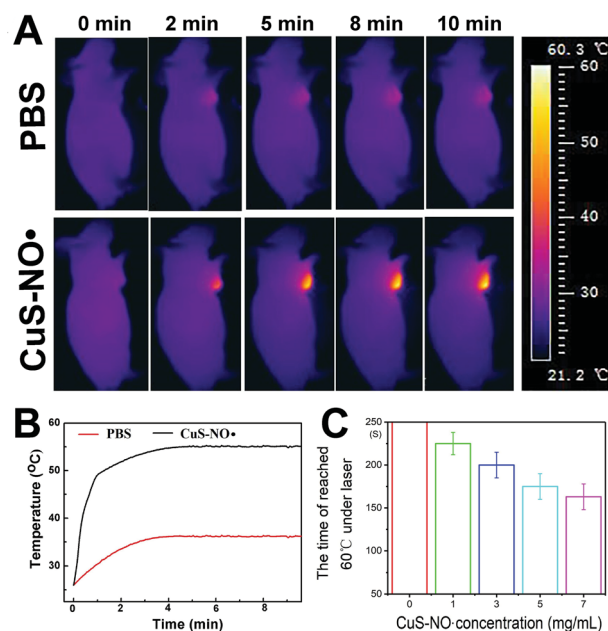 A
0 min 2 min 5 min 8 min 10 min
PBS
CuS-NO•
60.3 ℃
60
50
40
30
21.2 ℃
B
PBS CuS-NO•
Temperature (°C)
60
50
40
30
0 2 4 6 8
Time (min)
C
The time of reached
60℃ under laser
250
(S)
200
150
100
50
0 1 3 5 7
CuS-NO·concentration (mg/mL)